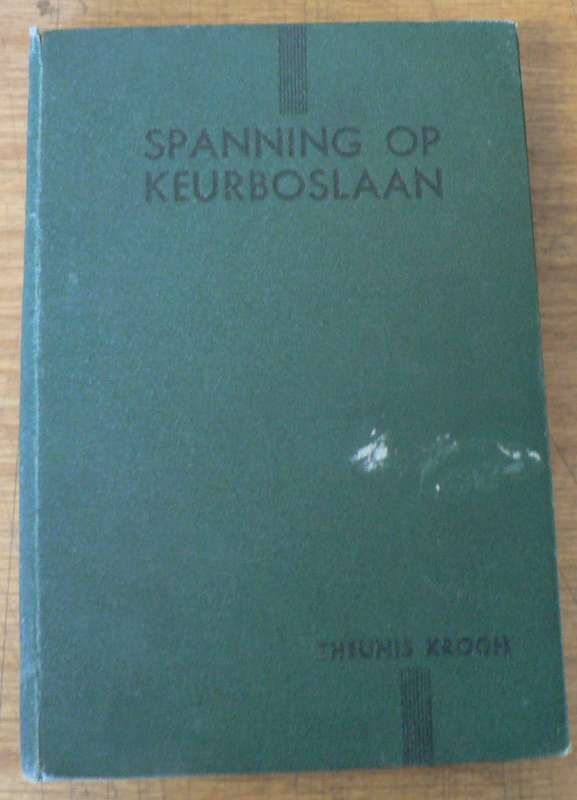 SPANNING OP
KEURBOSLAAN
THEUNIS KROGH